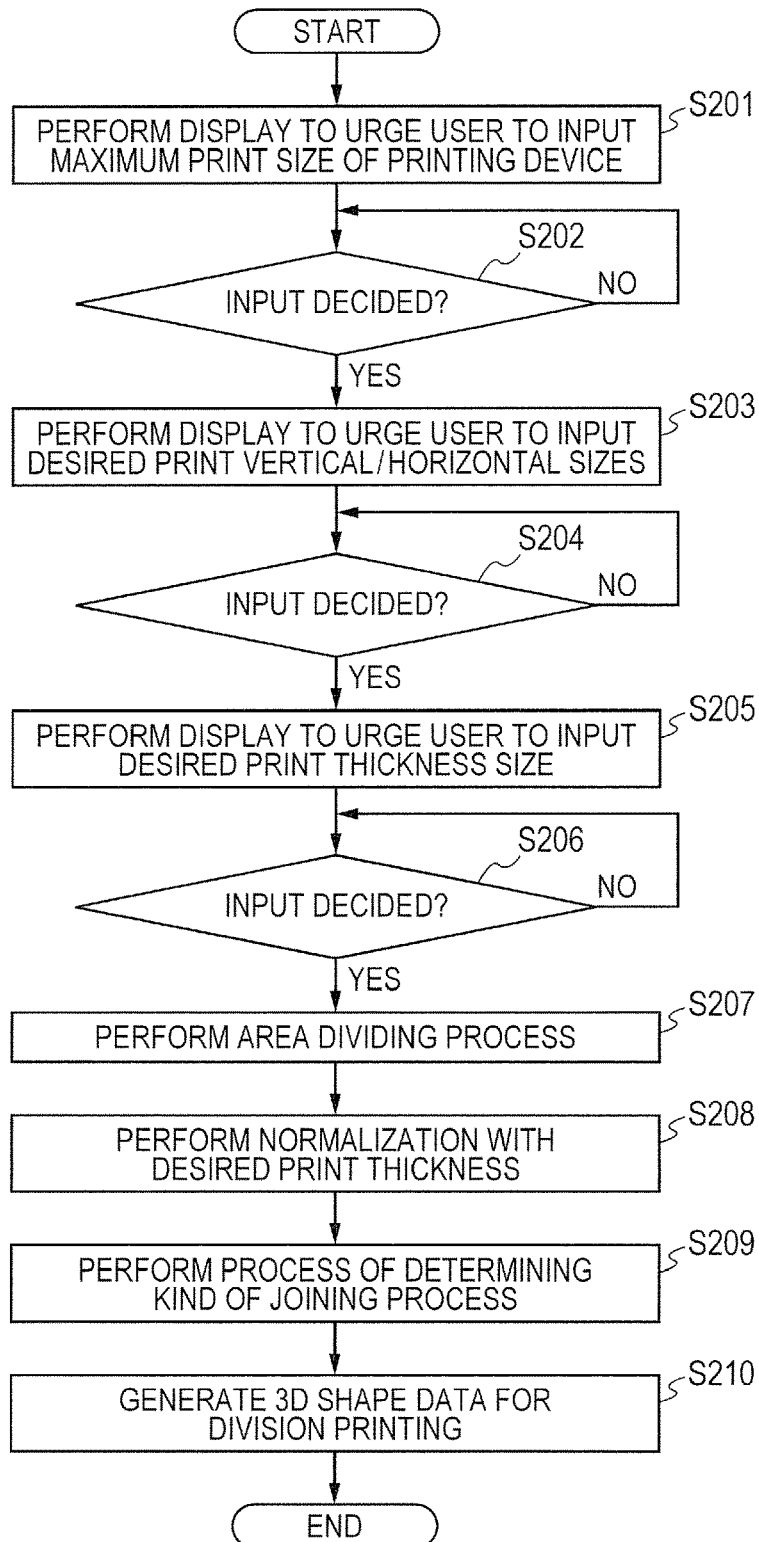 START
S201
PERFORM DISPLAY TO URGE USER TO INPUT
MAXIMUM PRINT SIZE OF PRINTING DEVICE
S202
INPUT DECIDED?
NO
YES
S203
PERFORM DISPLAY TO URGE USER TO INPUT
DESIRED PRINT VERTICAL/HORIZONTAL SIZES
S204
INPUT DECIDED?
NO
YES
S205
PERFORM DISPLAY TO URGE USER TO INPUT
DESIRED PRINT THICKNESS SIZE
S206
INPUT DECIDED?
NO
YES
S207
PERFORM AREA DIVIDING PROCESS
S208
PERFORM NORMALIZATION WITH
DESIRED PRINT THICKNESS
S209
PERFORM PROCESS OF DETERMINING
KIND OF JOINING PROCESS
S210
GENERATE 3D SHAPE DATA FOR
DIVISION PRINTING
END